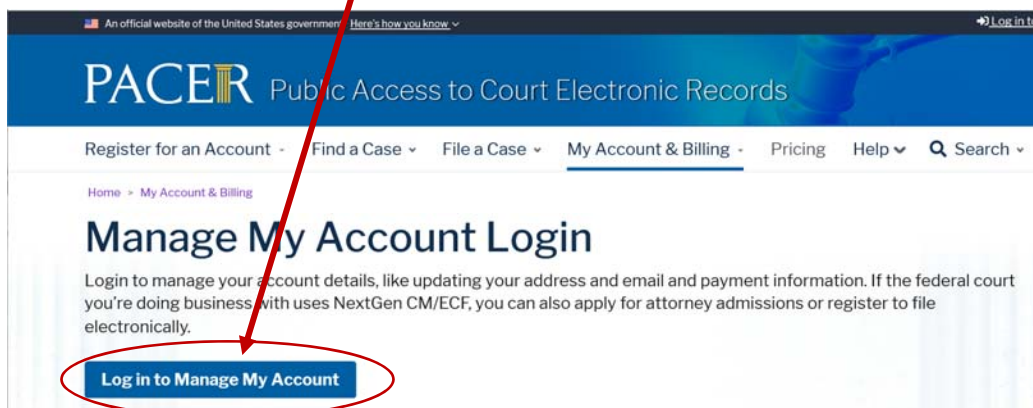 An official website of the United States government Here's how you know
Log in to
PACER Public Access to Court Electronic Records
Register for an Account Find a Case File a Case My Account & Billing Pricing Help Search
Home > My Account & Billing
Manage My Account Login
Login to manage your account details, like updating your address and email and payment information. If the federal court
you're doing business with uses NextGen CM/ECF, you can also apply for attorney admissions or register to file
electronically.
Log in to Manage My Account